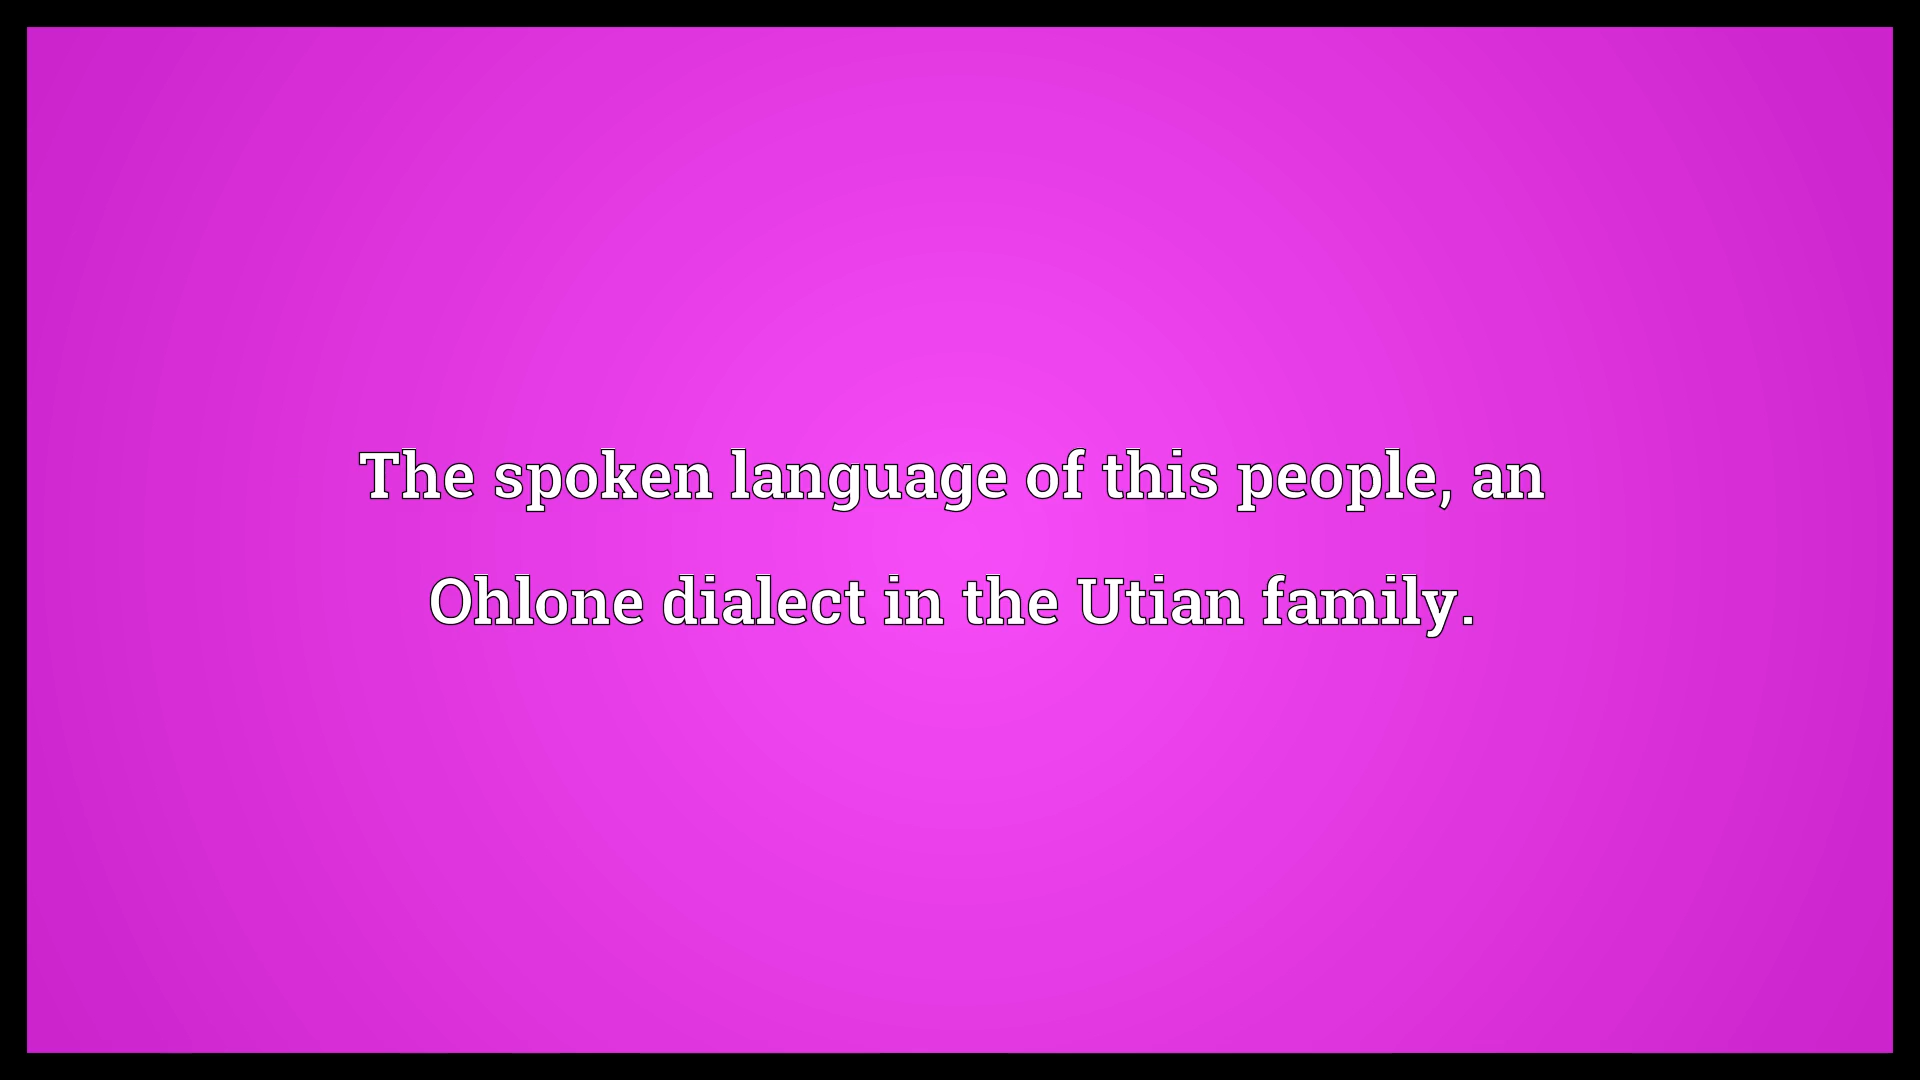 The spoken language of this people, an
Ohlone dialect in the Utian family.